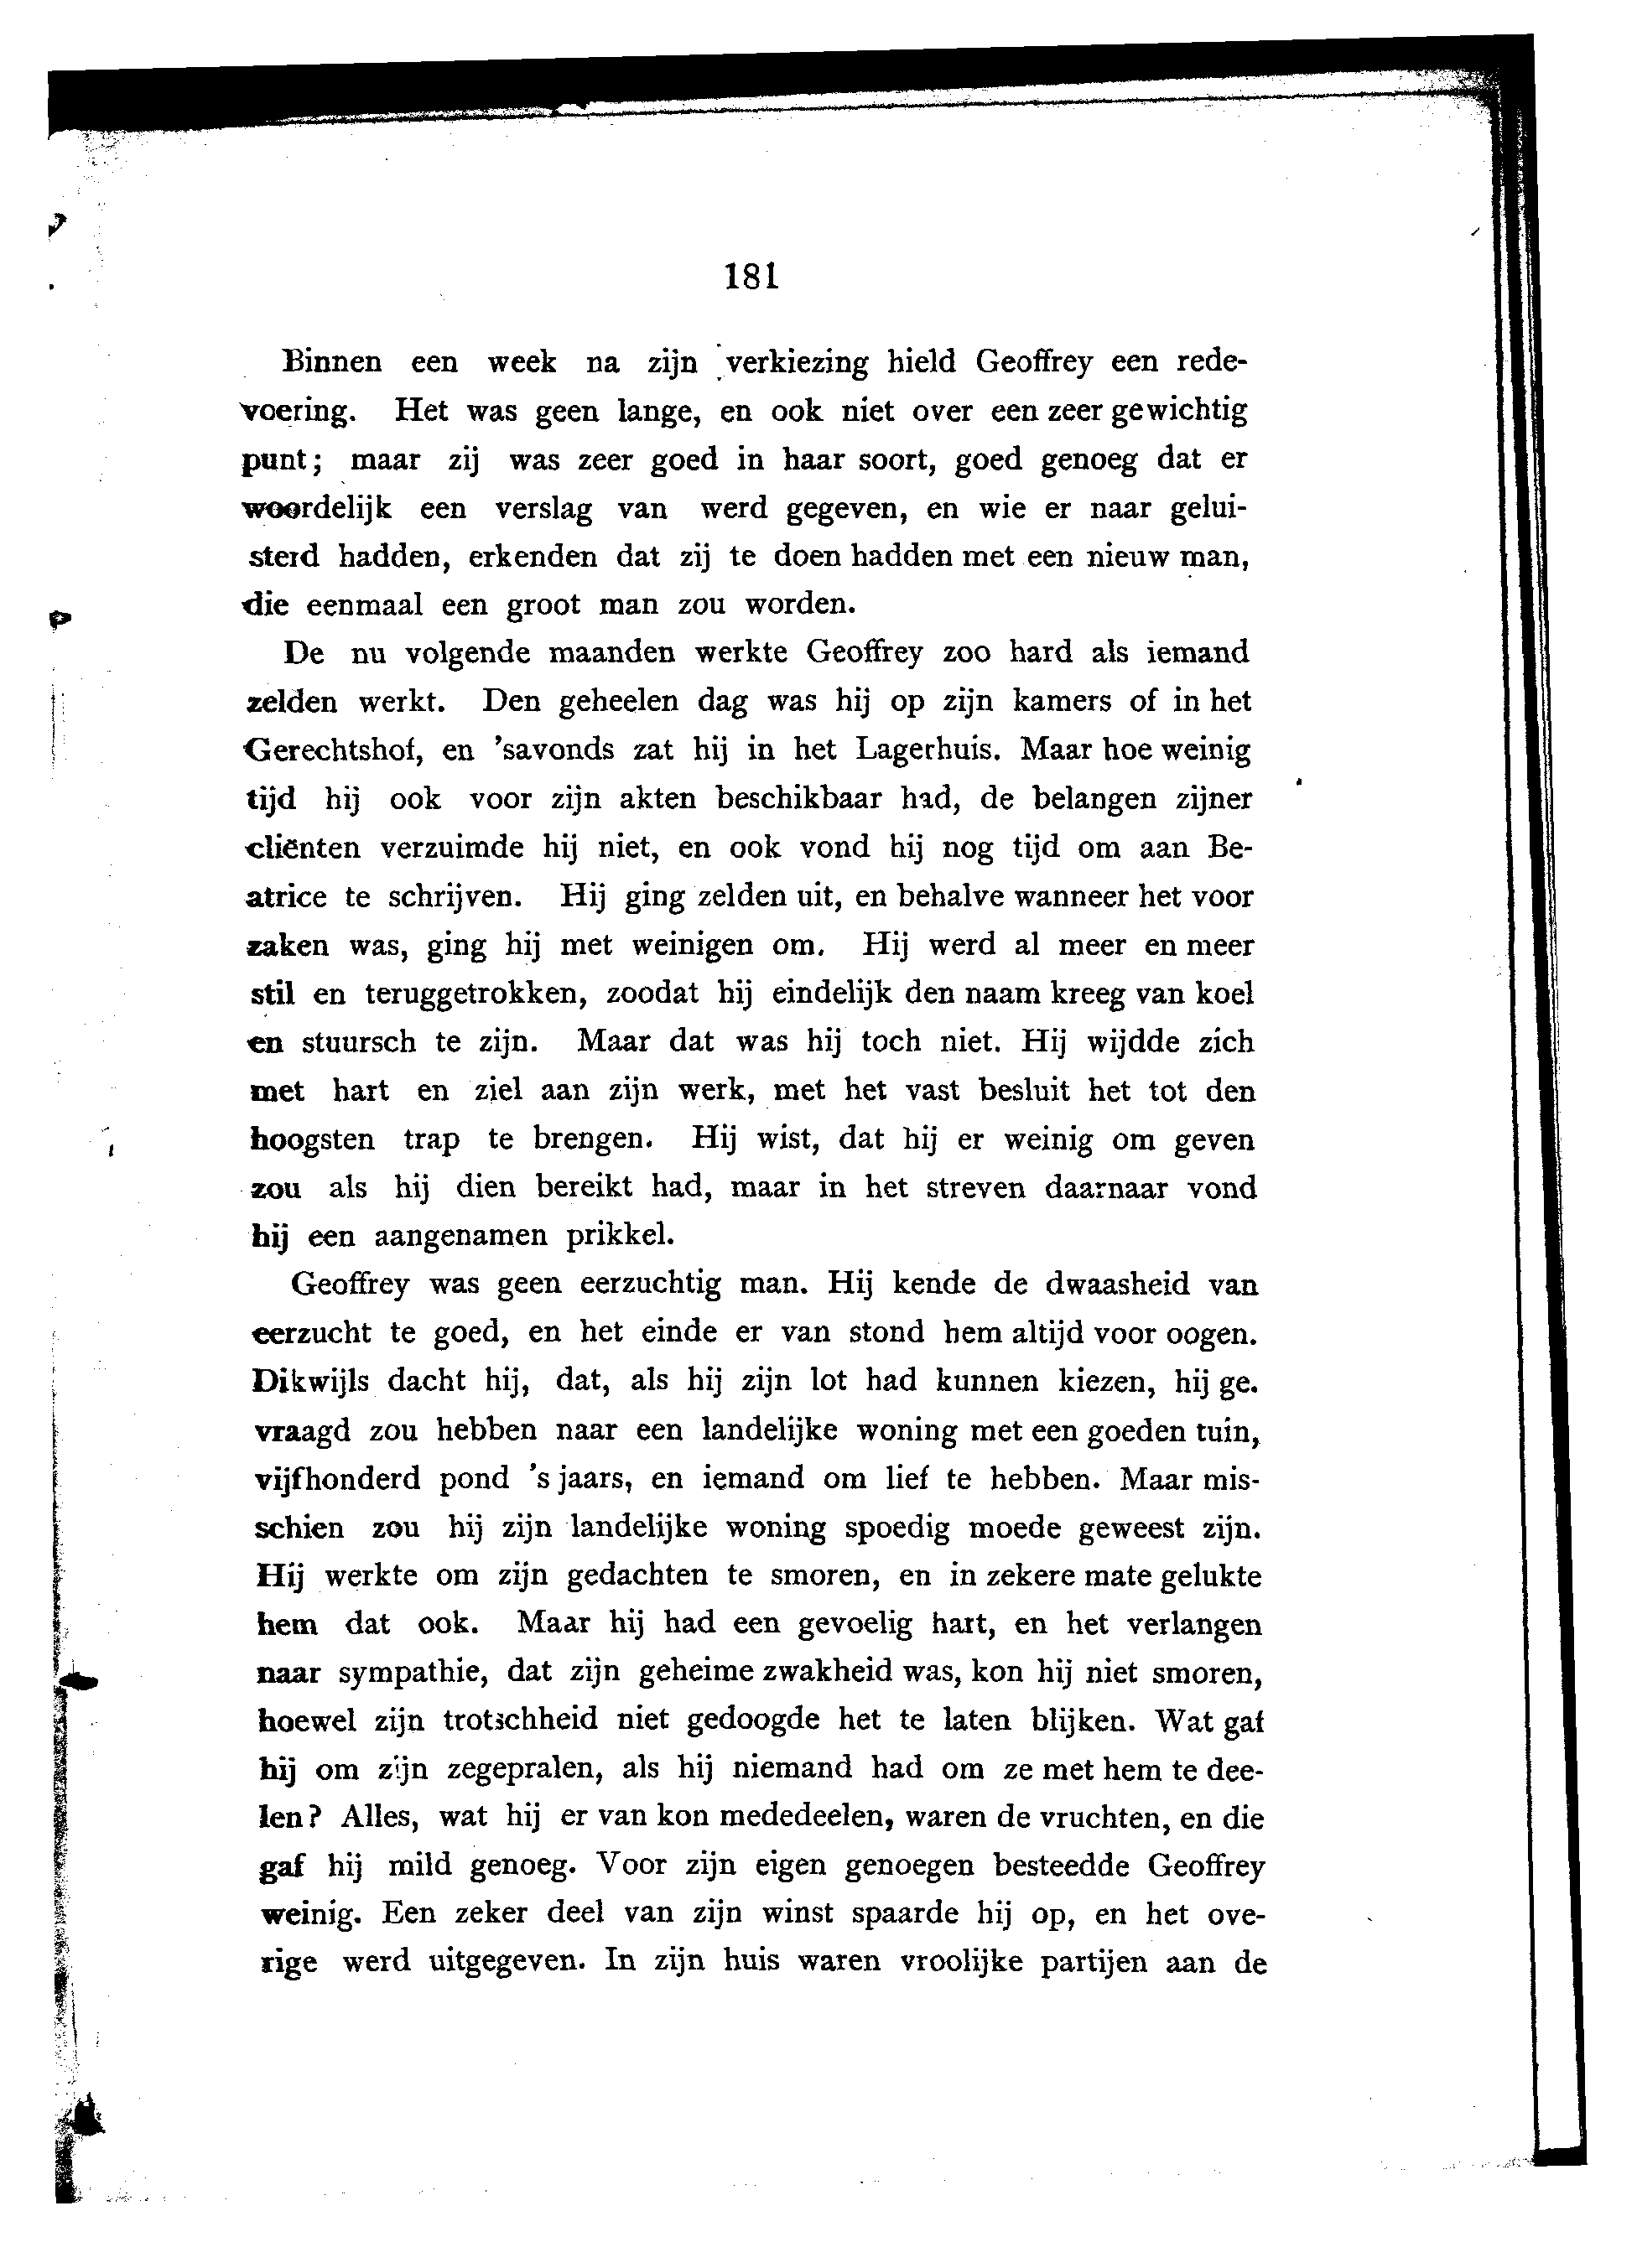 181
Binnen een week na zijn verkiezing hield Geoffrey een rede-
voering. Het was geen lange, en ook niet over een zeer gewichtig
punt; maar zij was zeer goed in haar soort, goed genoeg dat er
woordelijk een verslag van werd gegeven, en wie er naar gelui-
sterd hadden, erkenden dat zij te doen hadden met een nieuw man,
die eenmaal een groot man zou worden.
De nu volgende maanden werkte Geoffrey zoo hard als iemand
zelden werkt. Den geheelen dag was hij op zijn kamers of in het
Gerechtshof, en 'savonds zat hij in het Lagerhuis. Maar hoe weinig
tijd hij ook voor zijn akten beschikbaar had, de belangen zijner
cliënten verzuimde hij niet, en ook vond hij nog tijd om aan Be-
atrice te schrijven. Hij ging zelden uit, en behalve wanneer het voor
zaken was, ging hij met weinigen om. Hij werd al meer en meer
stil en teruggetrokken, zoodat hij eindelijk den naam kreeg van koel
en stuursch te zijn. Maar dat was hij toch niet. Hij wijdde zich
met hart en ziel aan zijn werk, met het vast besluit het tot den
hoogsten trap te brengen. Hij wist, dat hij er weinig om geven
zou als hij dien bereikt had, maar in het streven daarnaar vond
hij een aangenamen prikkel.
Geoffrey was geen eerzuchtig man. Hij kende de dwaasheid van
eerzucht te goed, en het einde er van stond hem altijd voor oogen.
Dikwijls dacht hij, dat, als hij zijn lot had kunnen kiezen, hij ge.
vraagd zou hebben naar een landelijke woning met een goeden tuin,
vijfhonderd pond 's jaars, en iemand om lief te hebben. Maar mis-
schien zou hij zijn landelijke woning spoedig moede geweest zijn.
Hij werkte om zijn gedachten te smoren, en in zekere mate gelukte
hem dat ook. Maar hij had een gevoelig hart, en het verlangen
naar sympathie, dat zijn geheime zwakheid was, kon hij niet smoren,
hoewel zijn trotschheid niet gedoogde het te laten blijken. Wat gaf
hij om zijn zegepralen, als hij niemand had om ze met hem te dee-
len? Alles, wat hij er van kon mededeelen, waren de vruchten, en die
gaf hij mild genoeg. Voor zijn eigen genoegen besteedde Geoffrey
weinig. Een zeker deel van zijn winst spaarde hij op, en het ove-
rige werd uitgegeven. In zijn huis waren vroolijke partijen aan de